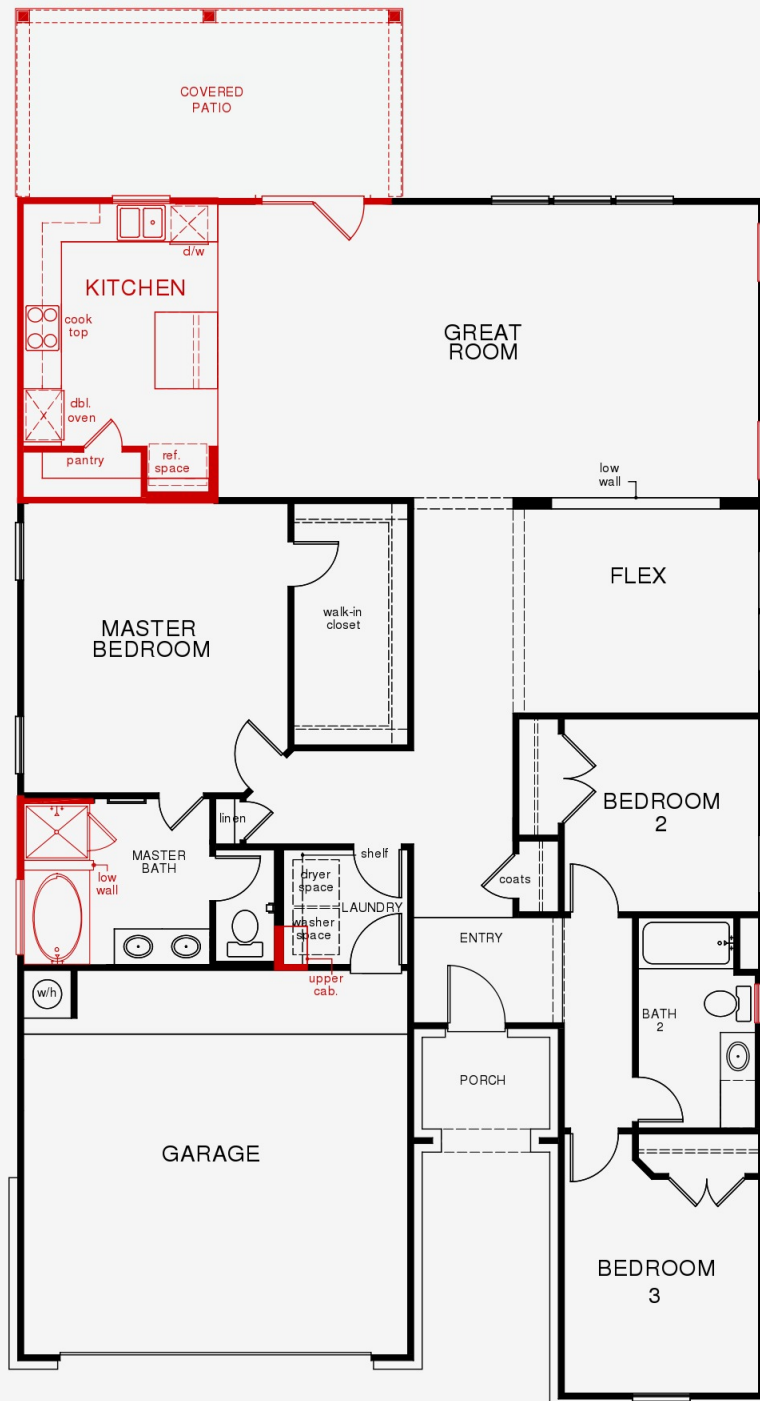 COVERED
PATIO
d/w
KITCHEN
cook
top
GREAT
ROOM
dbl.
oven
pantry
ref.
space
low
wall
FLEX
walk-in
closet
MASTER
BEDROOM
BEDROOM
2
linen
MASTER
BATH
shelf
low
wall
dryer
space
coats
LAUNDRY
washer
space
ENTRY
upper
cab.
w/h
BATH
2
PORCH
GARAGE
BEDROOM
3